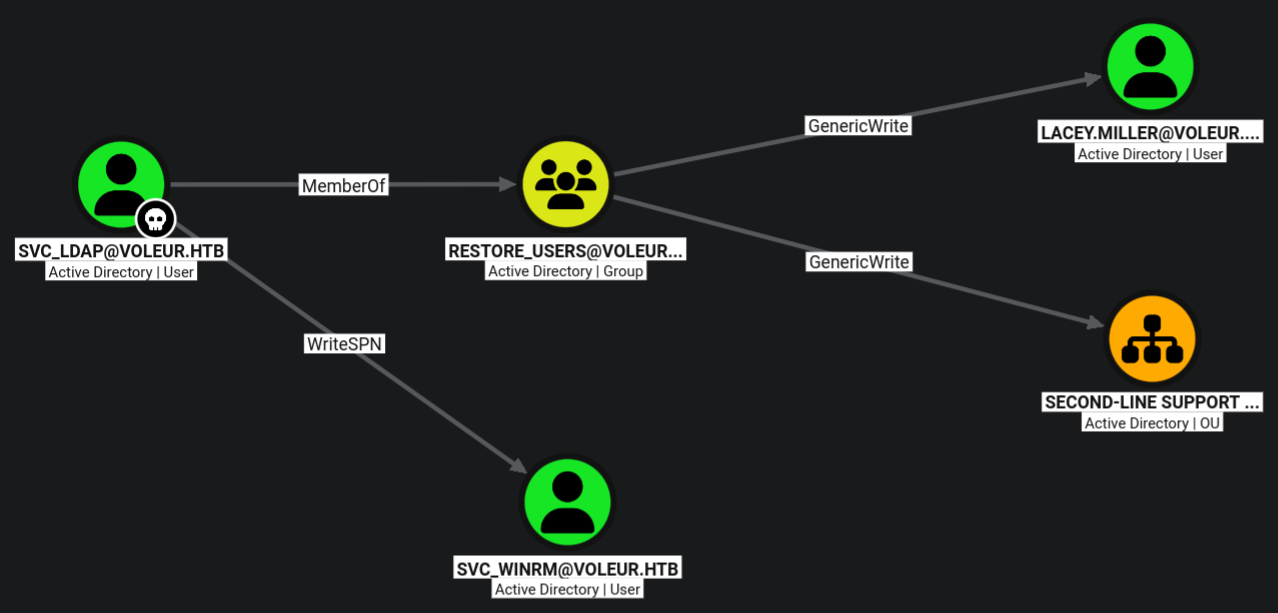 LACEY.MILLER@VOLEUR....
Active Directory | User
GenericWrite
MemberOf
SVC_LDAP@VOLEUR.HTB
Active Directory | User
RESTORE_USERS@VOLEUR...
Active Directory | Group
GenericWrite
WriteSPN
SECOND-LINE SUPPORT ...
Active Directory | OU
SVC_WINRM@VOLEUR.HTB
Active Directory | User